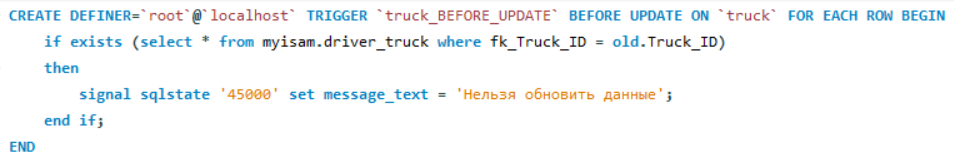 CREATE DEFINER=`root`@`localhost` TRIGGER `truck_BEFORE_UPDATE` BEFORE UPDATE ON `truck` FOR EACH ROW BEGIN
    if exists (select * from myisam.driver_truck where fk_Truck_ID = old.Truck_ID)
    then
        signal sqlstate '45000' set message_text = 'Нельзя обновить данные';
    end if;
END